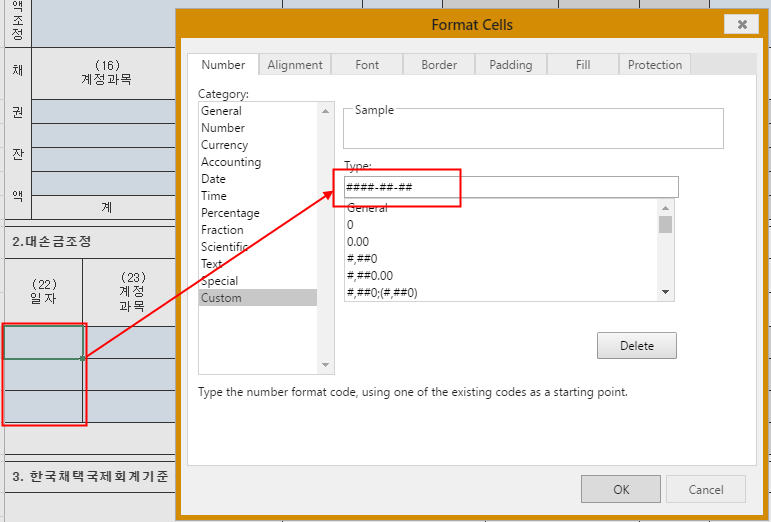 액
조
정
채
권
잔
액
(16)
계정과목
계
2.대손금조정
(22)
일자
(23)
계정
과목
3. 한국채택국제회계기준
Format Cells
Number Alignment Font Border Padding Fill Protection
Category:
General
Number
Currency
Accounting
Date
Time
Percentage
Fraction
Scientific
Text
Special
Custom
Sample
Type:
####-##-##
General
0
0.00
#,##0
#,##0.00
#,##0;(#,##0)
Delete
Type the number format code, using one of the existing codes as a starting point.
OK Cancel